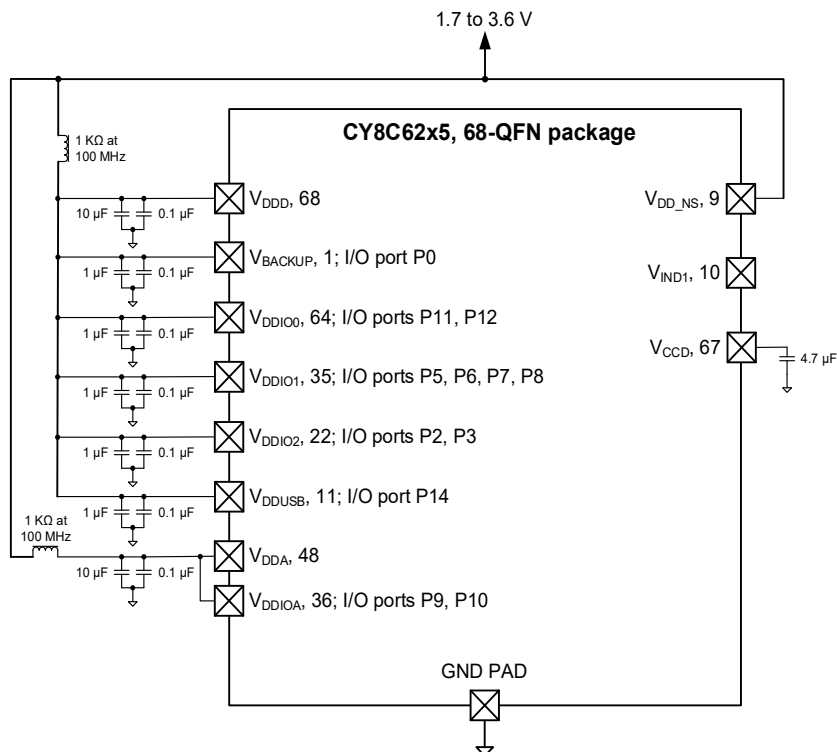 1.7 to 3.6 V
CY8C62x5, 68-QFN package
1 KΩ at
100 MHz
10 µF
0.1 µF
VDDD, 68
VDD_NS, 9
1 µF
0.1 µF
VBACKUP, 1; I/O port P0
VIND1, 10
1 µF
0.1 µF
VDDIO0, 64; I/O ports P11, P12
VCCD, 67
4.7 µF
1 µF
0.1 µF
VDDIO1, 35; I/O ports P5, P6, P7, P8
1 µF
0.1 µF
VDDIO2, 22; I/O ports P2, P3
1 µF
0.1 µF
VDDUSB, 11; I/O port P14
1 KΩ at
100 MHz
10 µF
0.1 µF
VDDA, 48
VDDIOA, 36; I/O ports P9, P10
GND PAD